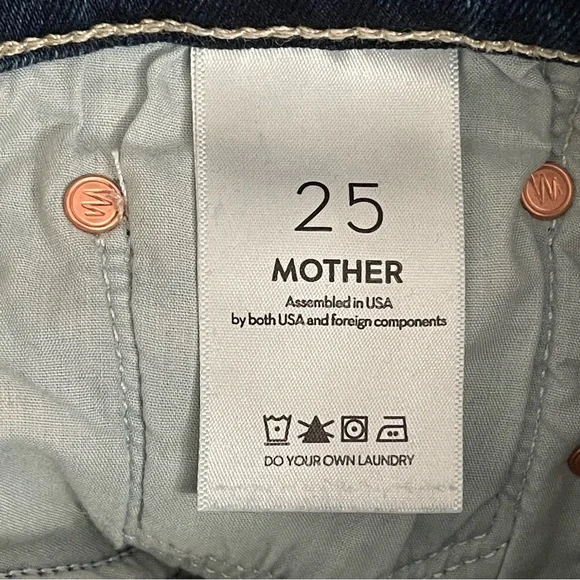 25
MOTHER
Assembled in USA
by both USA and foreign components
DO YOUR OWN LAUNDRY